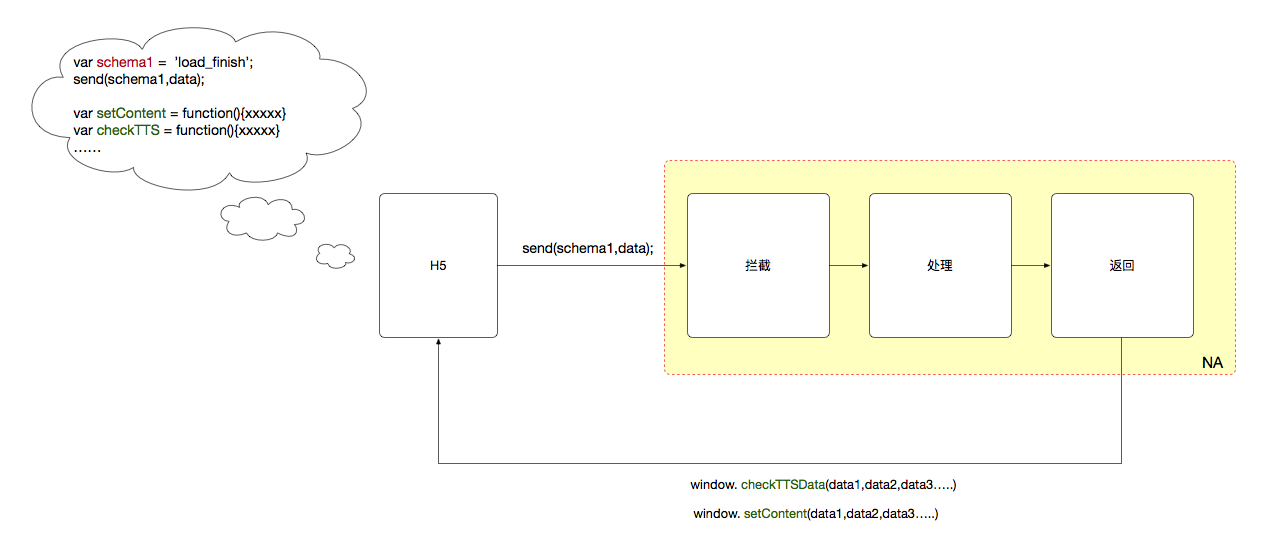 var schema1 =  'load_finish';
send(schema1,data);
var setContent = function(){xxxxx}
var checkTTS = function(){xxxxx}
……
H5
send(schema1,data);
拦截
处理
返回
NA
window. checkTTSData(data1,data2,data3…..)
window. setContent(data1,data2,data3…..)